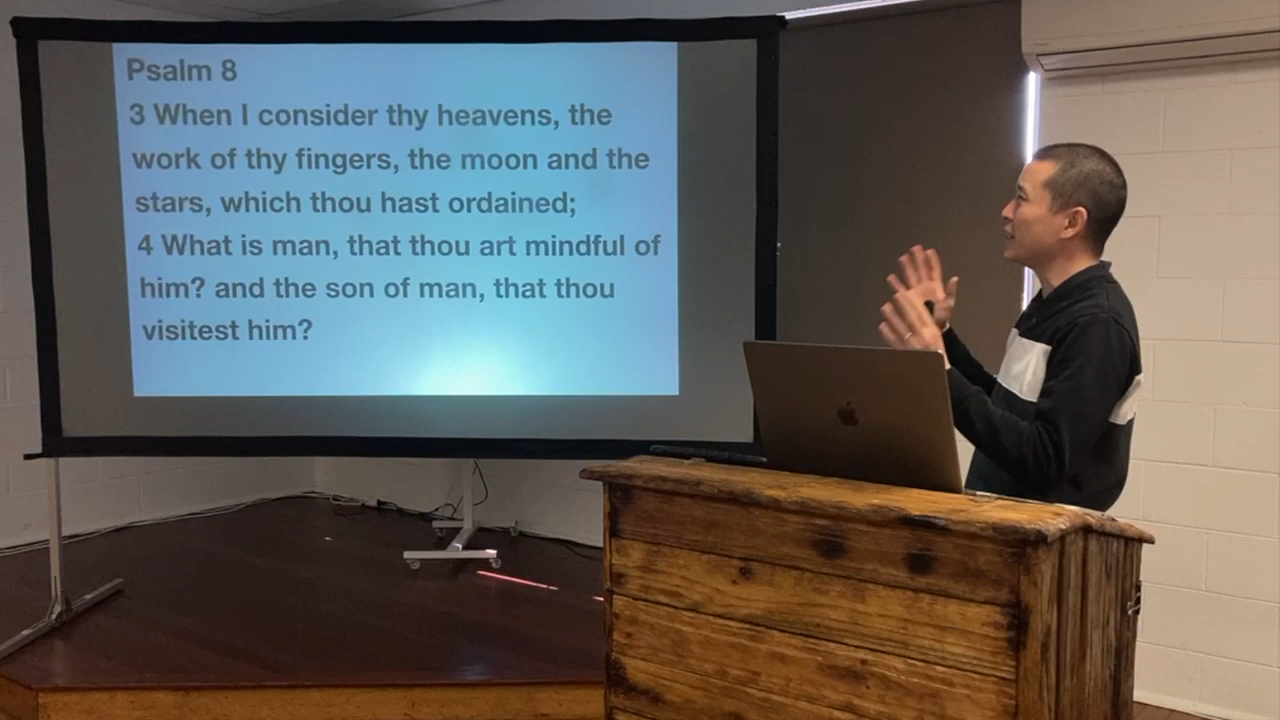 Psalm 8
3 When I consider thy heavens, the
work of thy fingers, the moon and the
stars, which thou hast ordained;
4 What is man, that thou art mindful of
him? and the son of man, that thou
visitest him?